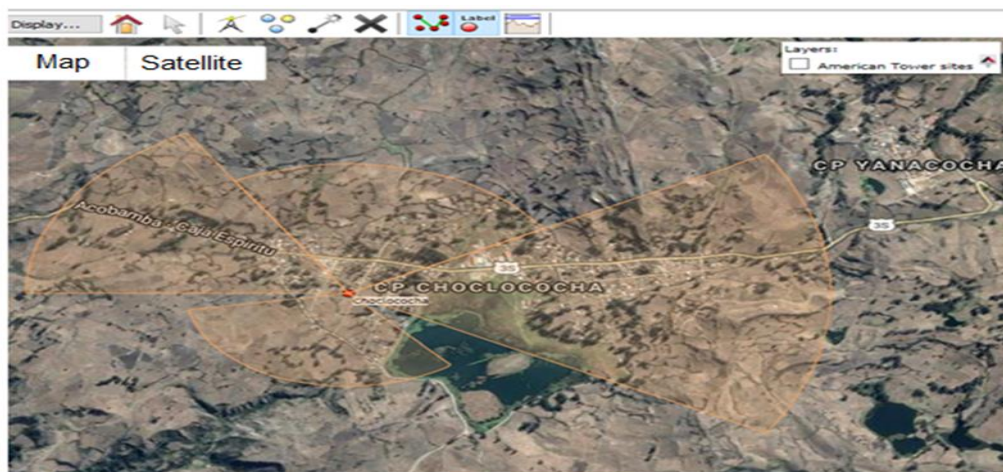 Display...
Label
Map
Satellite
Layers:
American Tower sites
CP YANACOCHA
Acobamba - Caja Espiritu
3S
3S
CP CHOCLOCOCHA
Choclococha